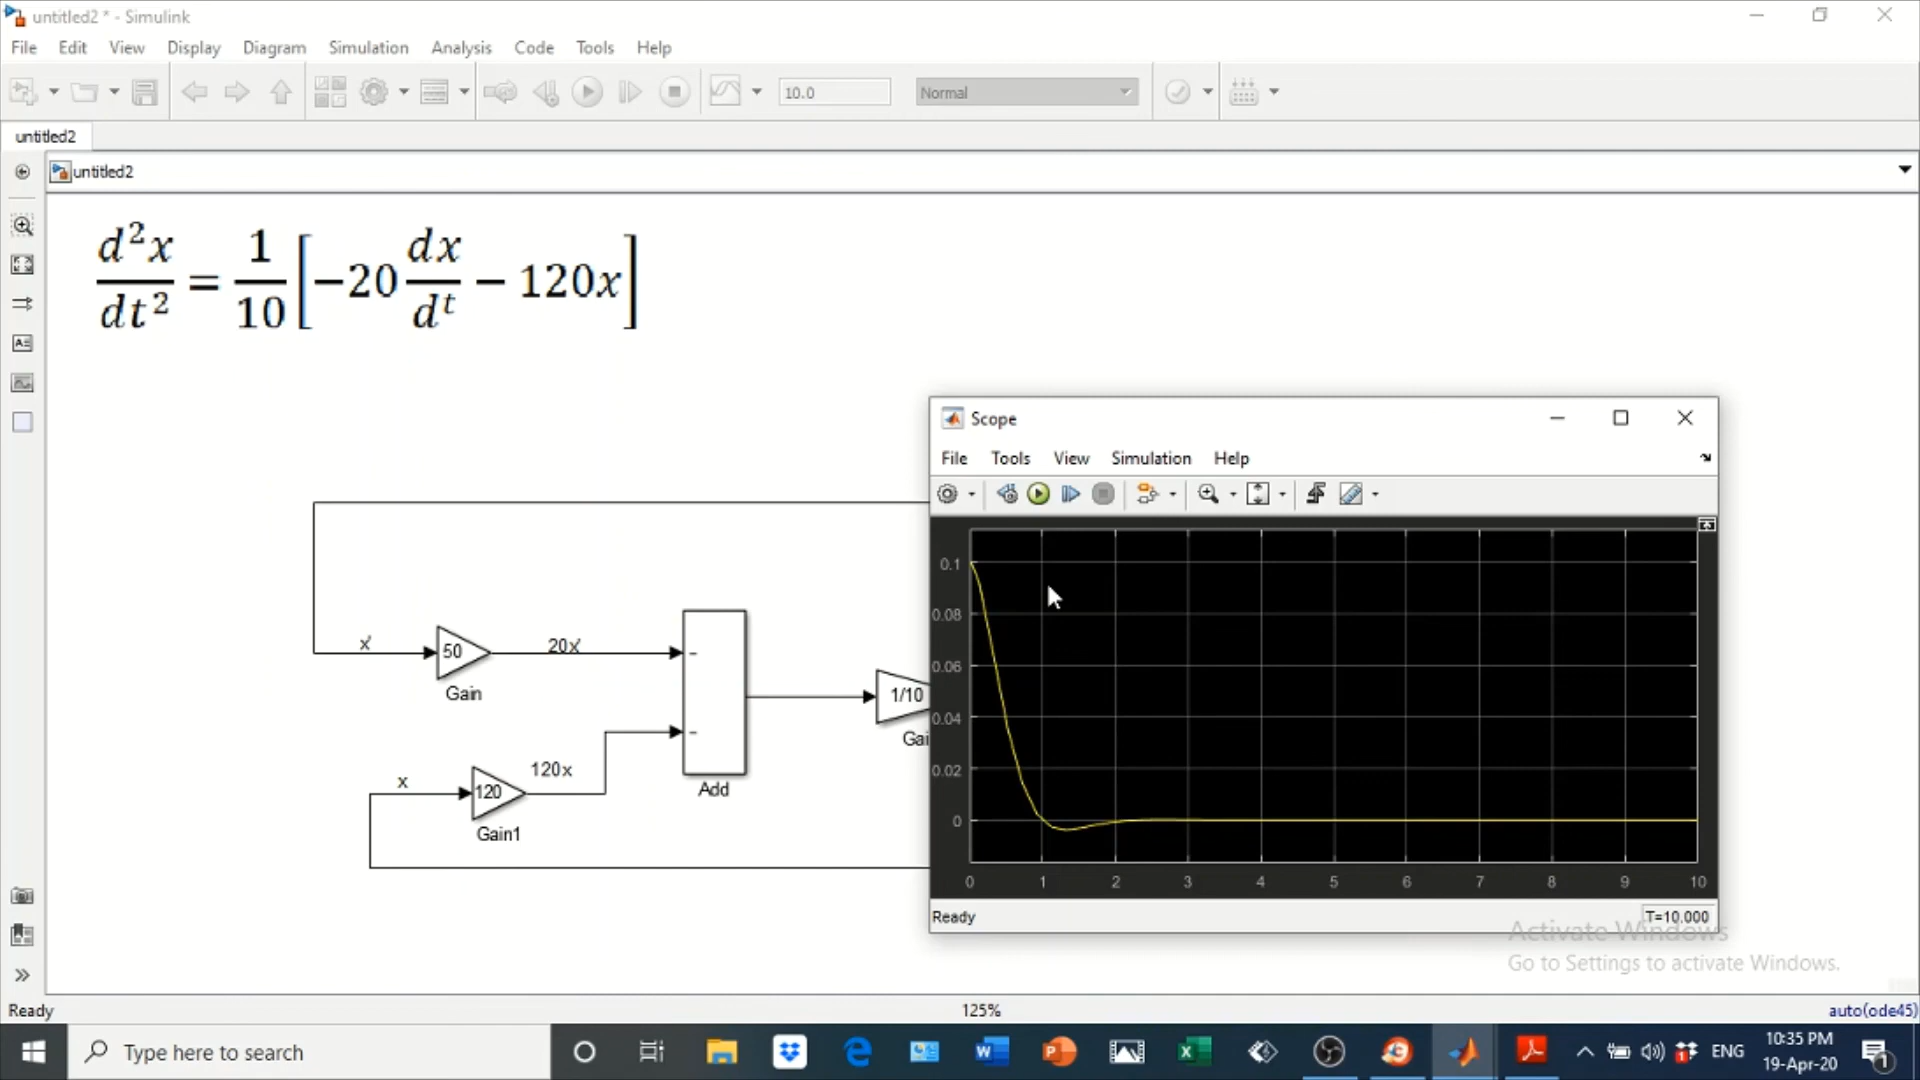 untitled2 * - Simulink
File Edit View Display Diagram Simulation Analysis Code Tools Help
10.0 Normal
untitled2
untitled2
d²x/dt² = 1/10 [−20 dx/dt − 120x]
Scope
File Tools View Simulation Help
0.1
0.08
0.06
0.04
0.02
0
0 1 2 3 4 5 6 7 8 9 10
Ready T=10.000
x' 50 20x' -
Gain
1/10
Gai
x 120 120x -
Gain1
Add
Activate Windows
Go to Settings to activate Windows.
Ready 125% auto(ode45)
Type here to search
ENG
10:35 PM
19-Apr-20
1